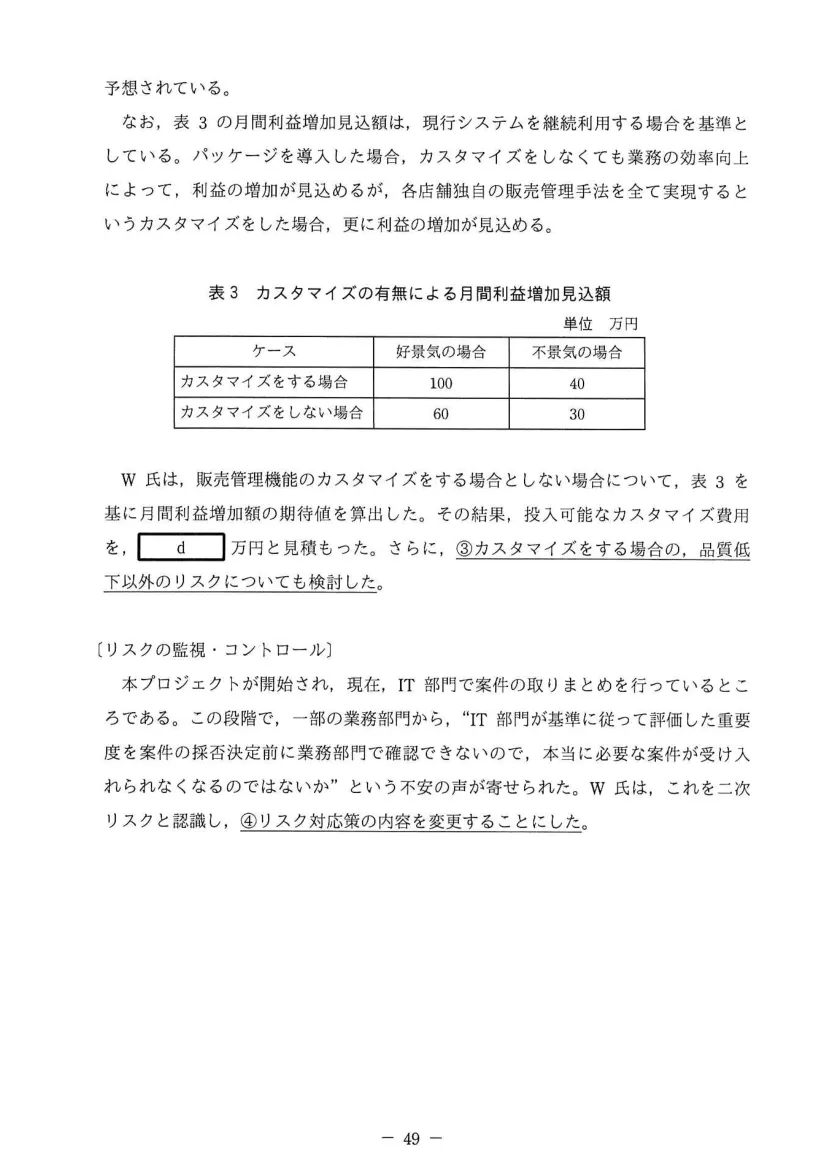 予想されている。
なお，表 3 の月間利益増加見込額は，現行システムを継続利用する場合を基準と
している。パッケージを導入した場合，カスタマイズをしなくても業務の効率向上
によって，利益の増加が見込めるが，各店舗独自の販売管理手法を全て実現すると
いうカスタマイズをした場合，更に利益の増加が見込める。
表 3　カスタマイズの有無による月間利益増加見込額
単位　万円
ケース　好景気の場合　不景気の場合
カスタマイズをする場合　100　40
カスタマイズをしない場合　60　30
W 氏は，販売管理機能のカスタマイズをする場合としない場合について，表 3 を
基に月間利益増加額の期待値を算出した。その結果，投入可能なカスタマイズ費用
を， d 万円と見積もった。さらに，③カスタマイズをする場合の，品質低
下以外のリスクについても検討した。
〔リスクの監視・コントロール〕
本プロジェクトが開始され，現在，IT 部門で案件の取りまとめを行っているとこ
ろである。この段階で，一部の業務部門から，“IT 部門が基準に従って評価した重要
度を案件の採否決定前に業務部門で確認できないので，本当に必要な案件が受け入
れられなくなるのではないか” という不安の声が寄せられた。W 氏は，これを二次
リスクと認識し，④リスク対応策の内容を変更することにした。
－ 49 －